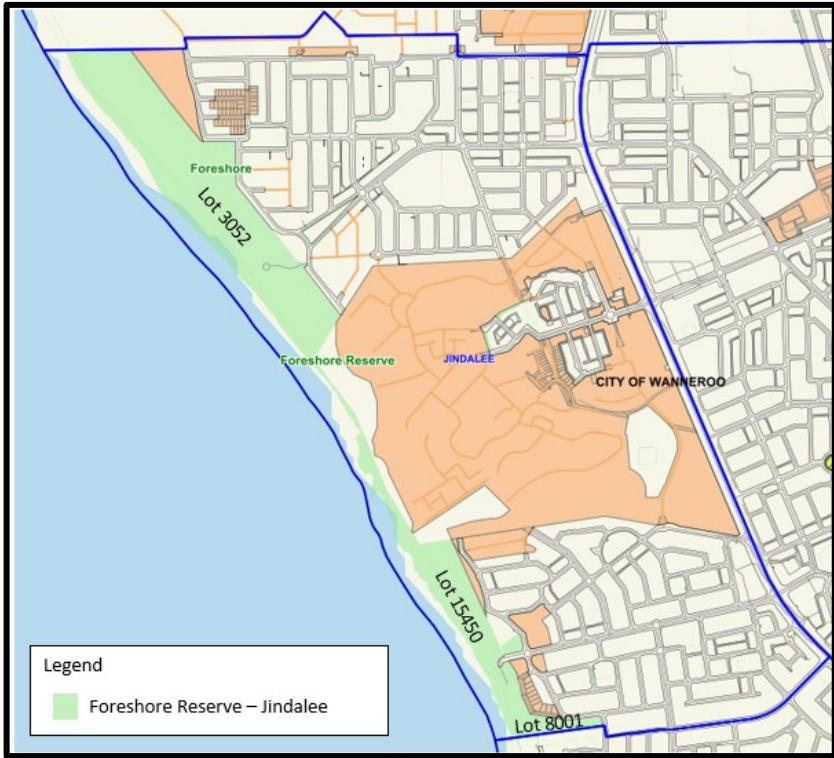 Foreshore
Lot 3052
Foreshore Reserve
JINDALEE
CITY OF WANNEROO
Lot 15450
Lot 8001
Legend
Foreshore Reserve – Jindalee